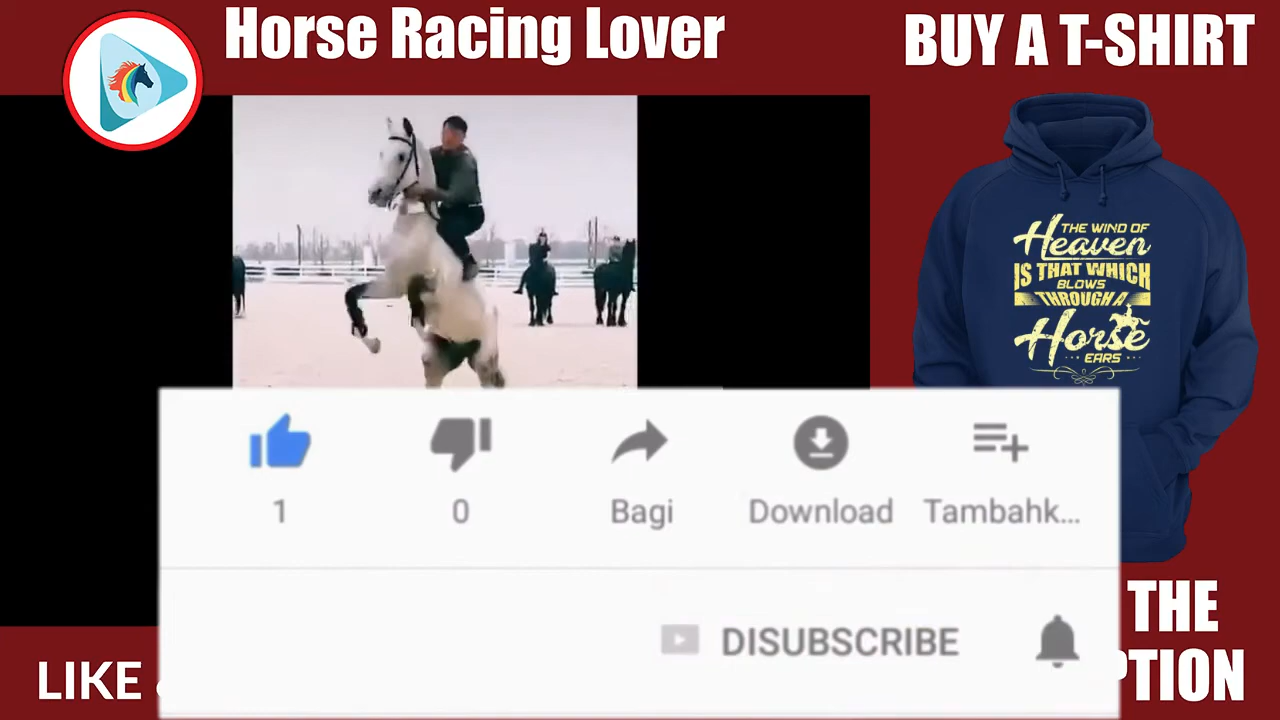 Horse Racing Lover
BUY A T-SHIRT
THE WIND OF
Heaven
IS THAT WHICH
BLOWS
THROUGH A
Horse
EARS
1
0
Bagi
Download
Tambahk...
DISUBSCRIBE
THE
PTION
LIKE